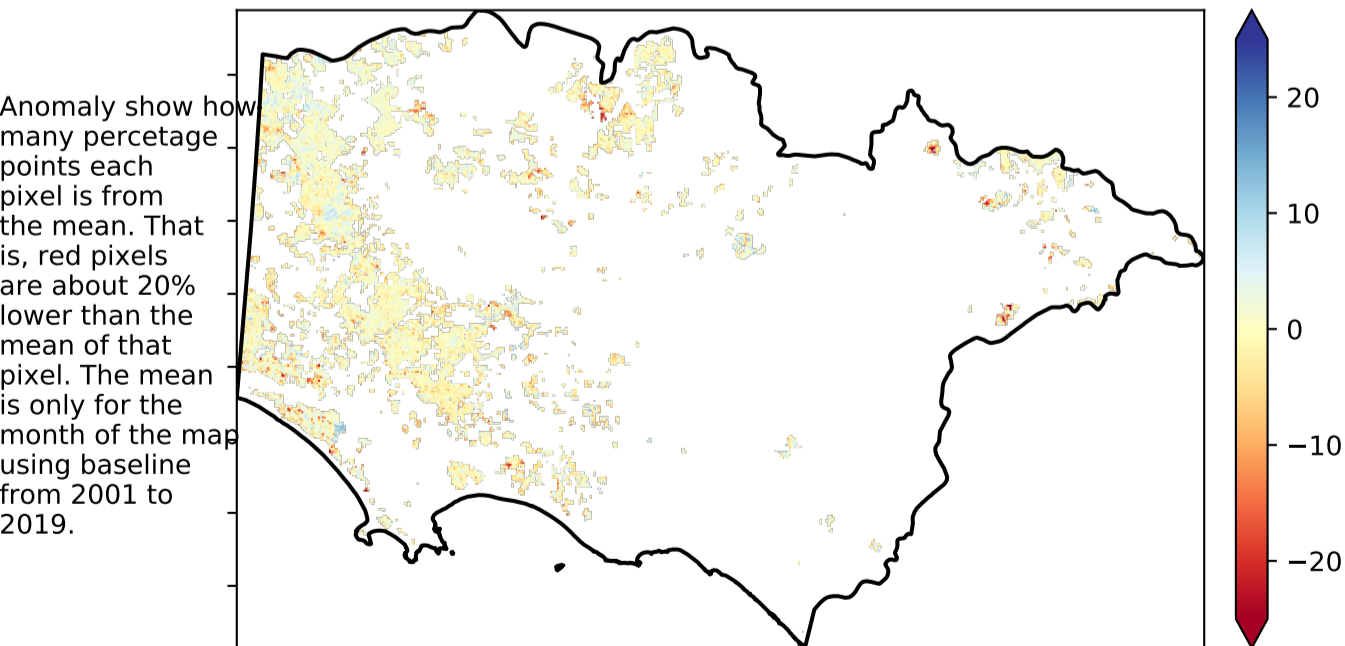 Anomaly show how
many percetage
points each
pixel is from
the mean. That
is, red pixels
are about 20%
lower than the
mean of that
pixel. The mean
is only for the
month of the map
using baseline
from 2001 to
2019.
20
10
0
−10
−20